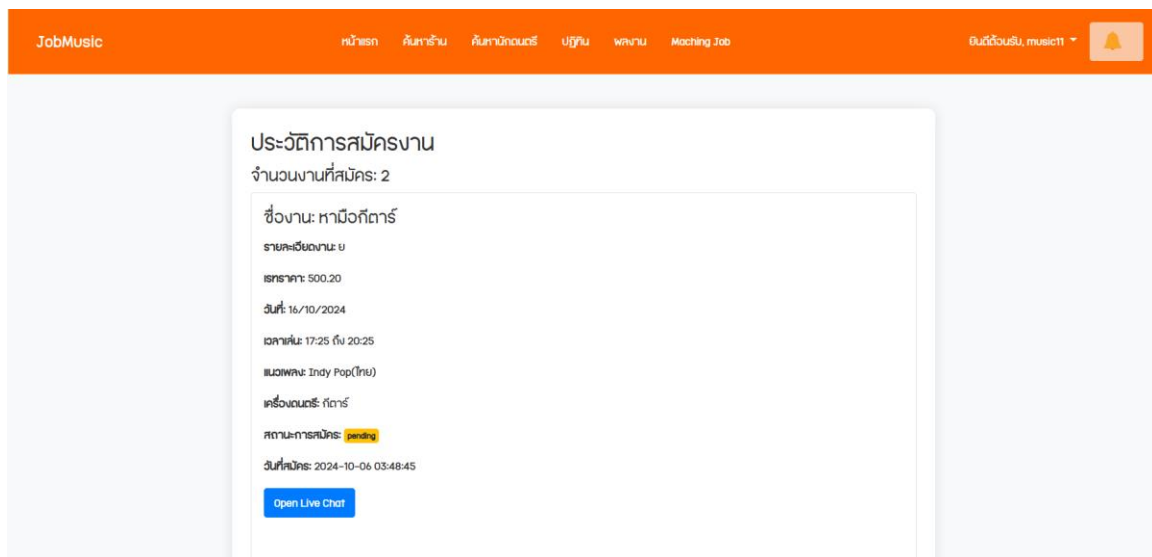 JobMusic
หน้าแรก ค้นหาร้าน ค้นหานักดนตรี ปฏิทิน ผลงาน Maching Job
ยินดีต้อนรับ, music11
ประวัติการสมัครงาน
จำนวนงานที่สมัคร: 2
ชื่องาน: หามือกีตาร์
รายละเอียดงาน: ย
เรทราคา: 500.20
วันที่: 16/10/2024
เวลาเล่น: 17:25 ถึง 20:25
แนวเพลง: Indy Pop(ไทย)
เครื่องดนตรี: กีตาร์
สถานะการสมัคร: pending
วันที่สมัคร: 2024-10-06 03:48:45
Open Live Chat